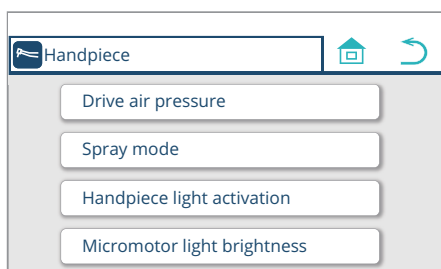 Handpiece
Drive air pressure
Spray mode
Handpiece light activation
Micromotor light brightness